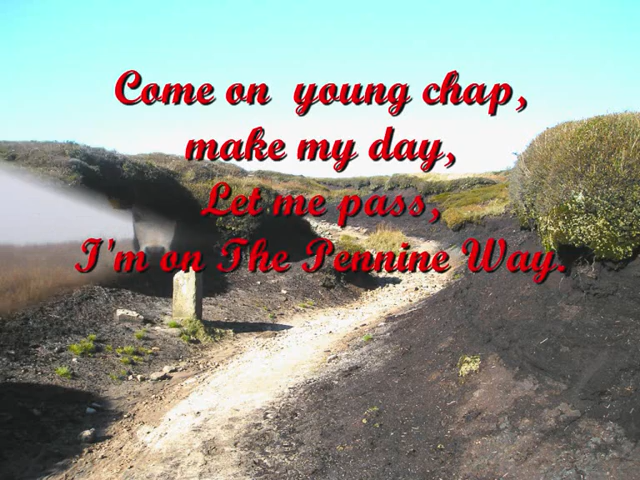 Come on young chap,
make my day,
Let me pass,
I'm on The Pennine Way.